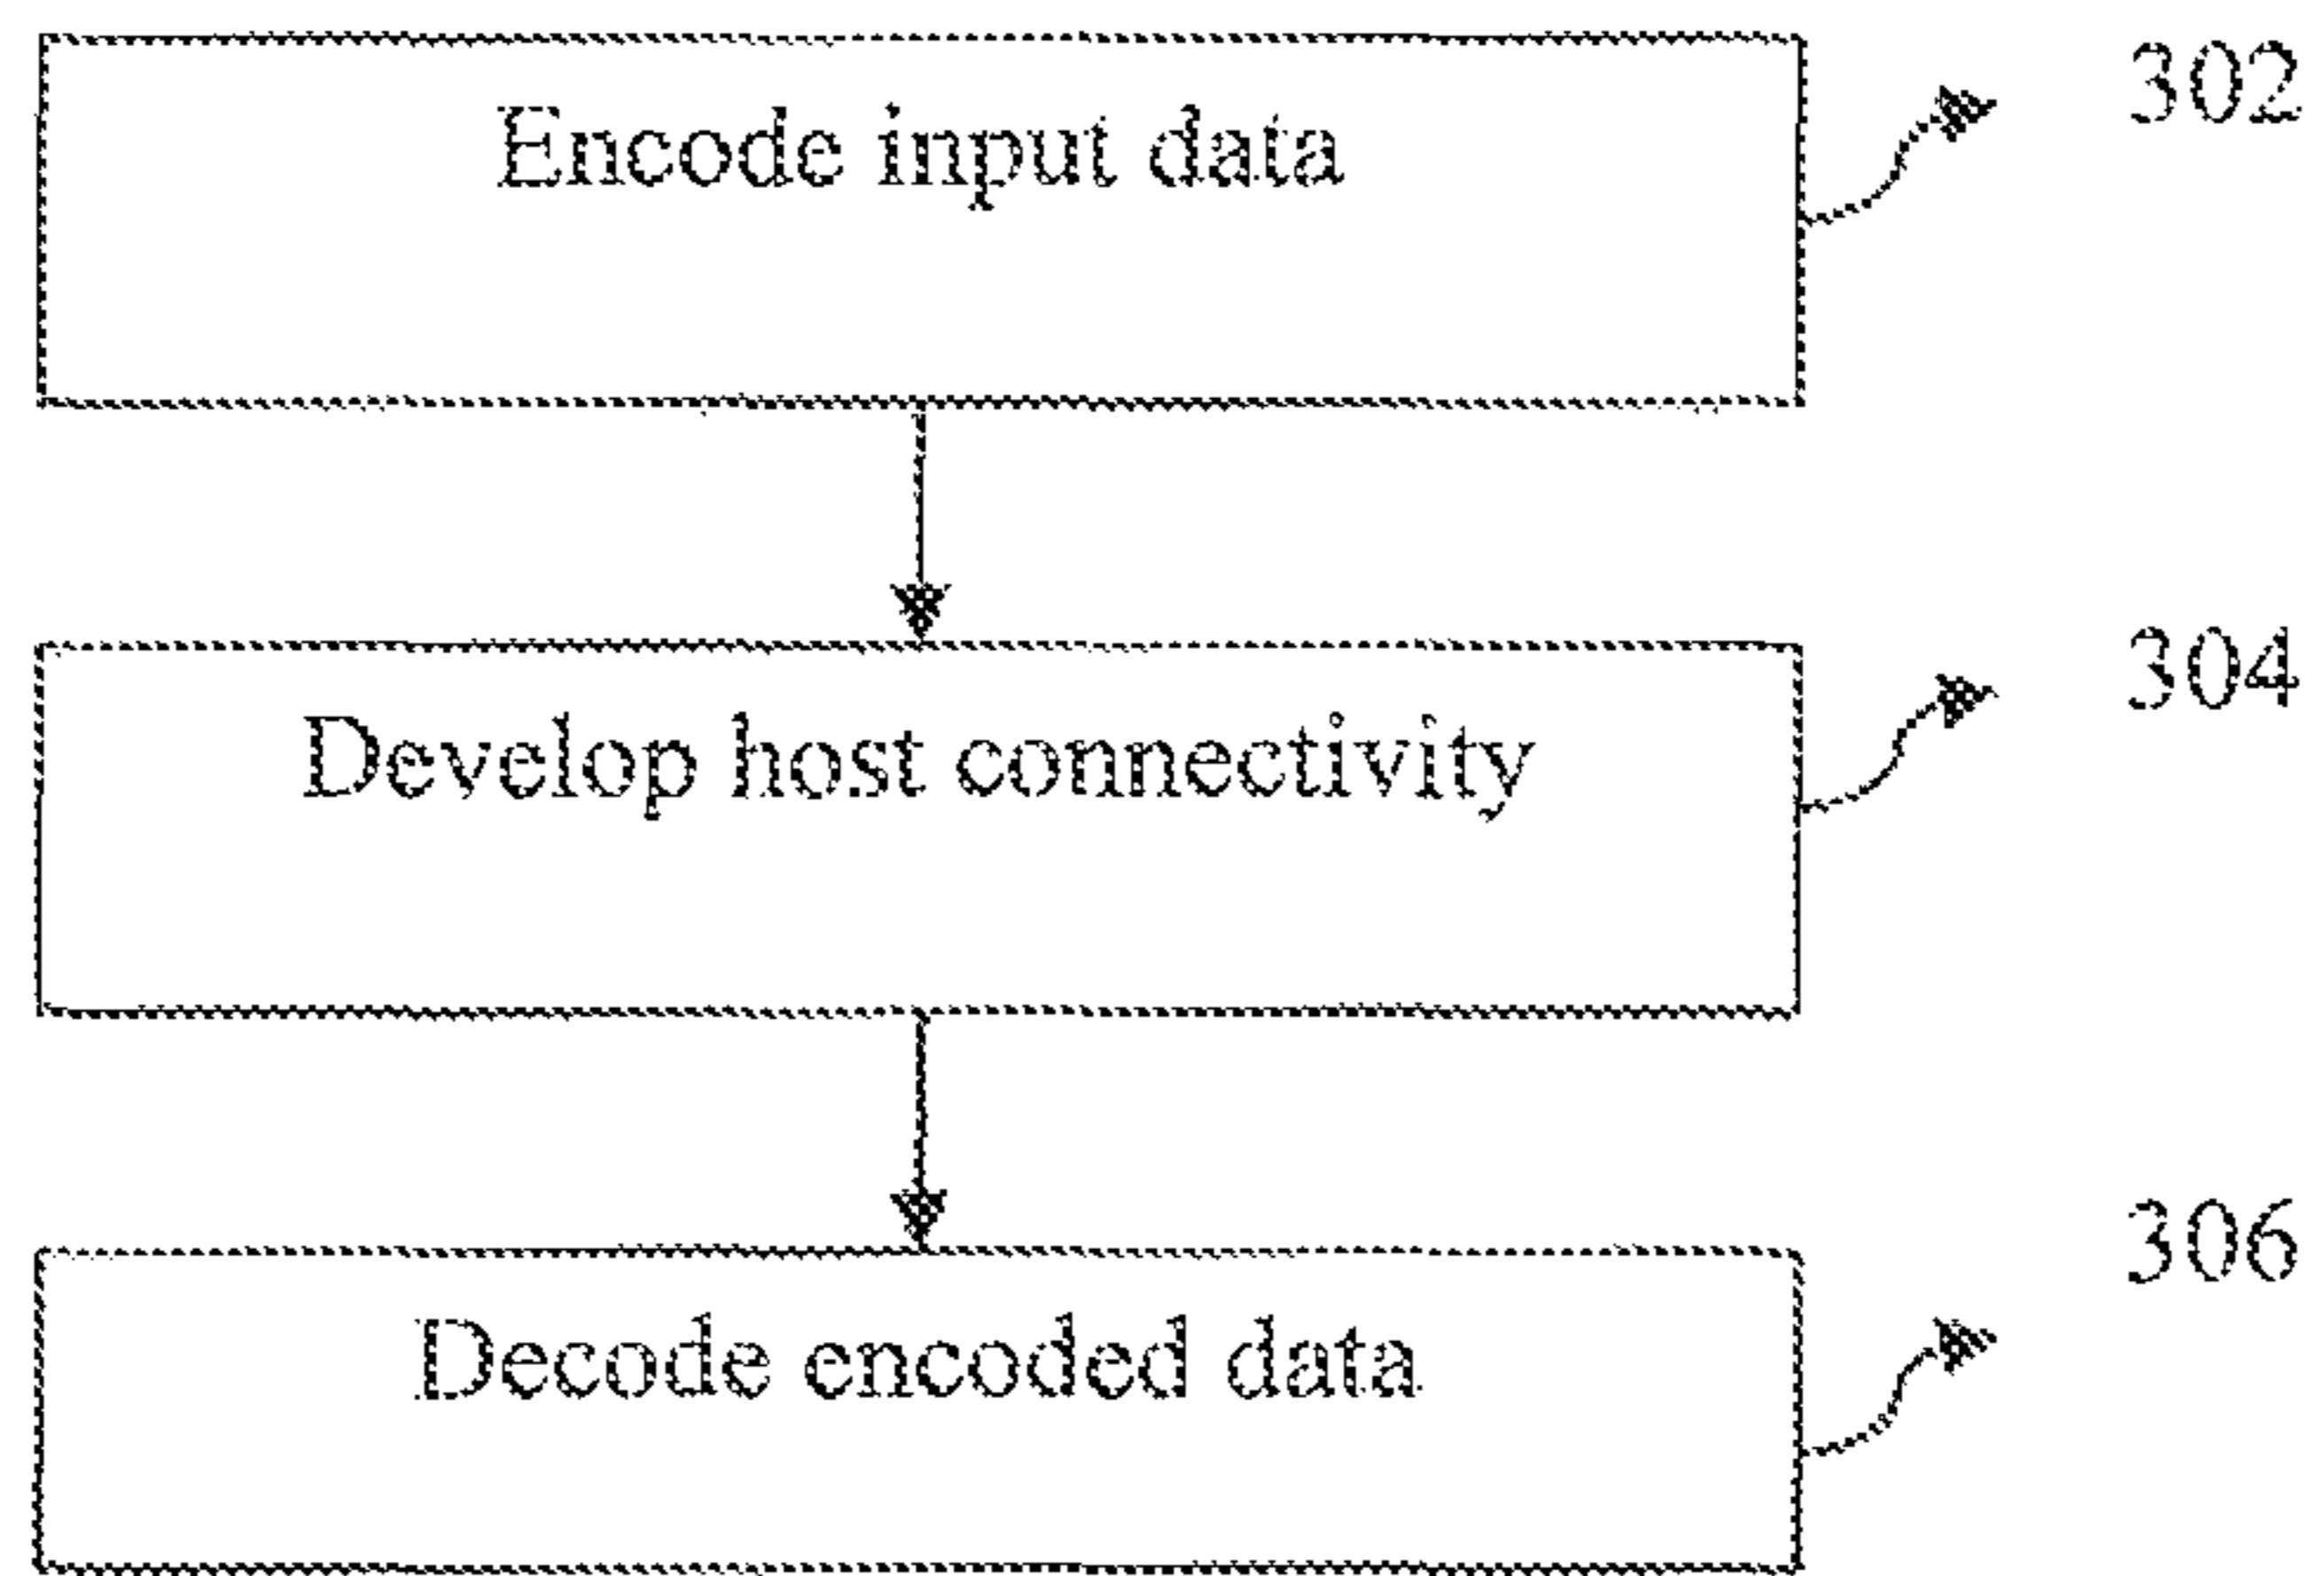 Encode input data
302
Develop host connectivity
304
Decode encoded data
306